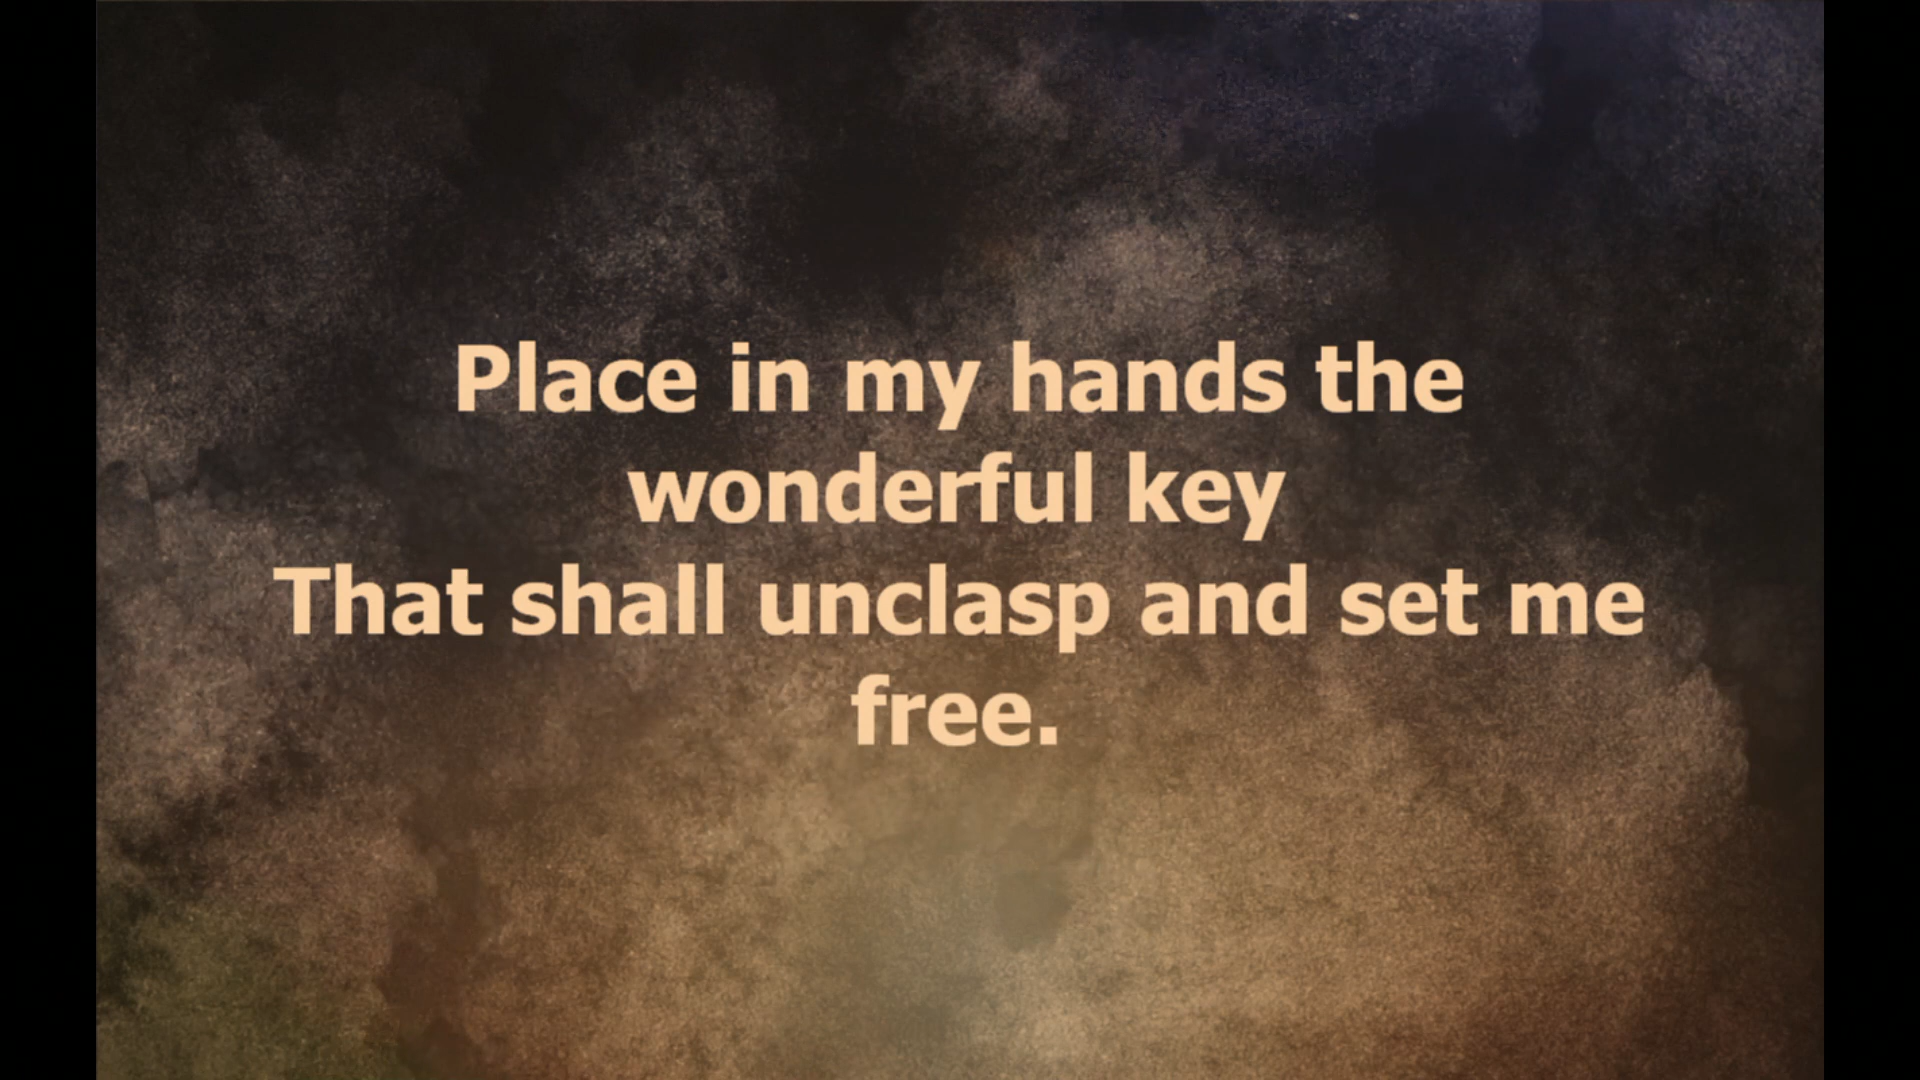 Place in my hands the
wonderful key
That shall unclasp and set me
free.